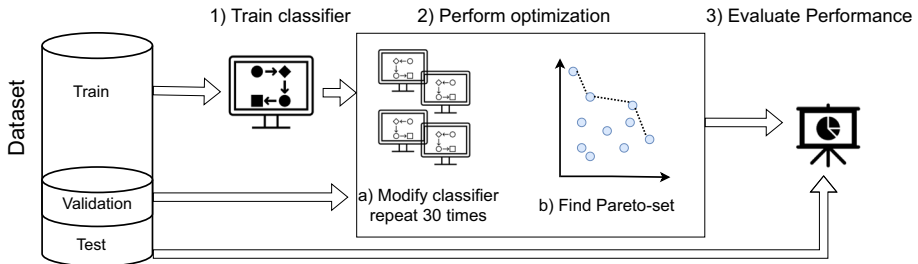 1) Train classifier
2) Perform optimization
3) Evaluate Performance
Dataset
Train
Validation
Test
a) Modify classifier
repeat 30 times
b) Find Pareto-set